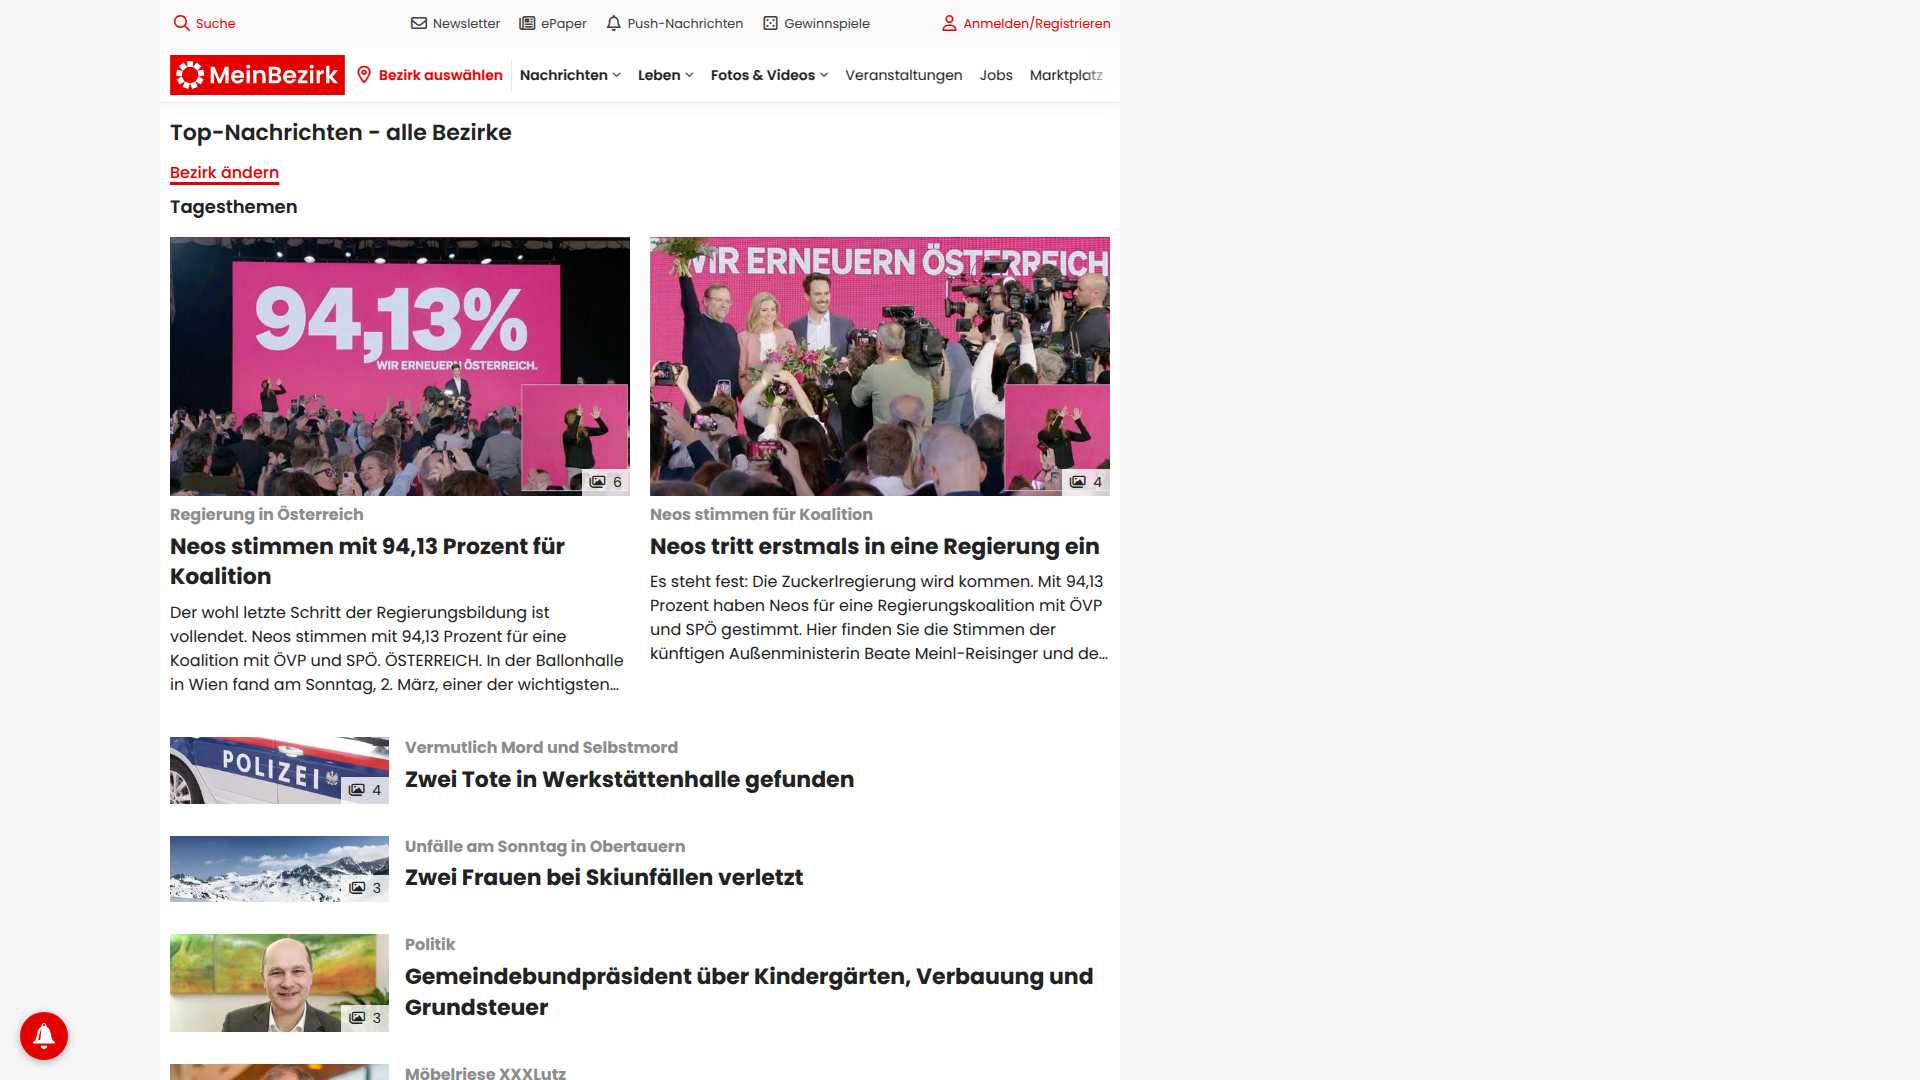 Suche
Newsletter
ePaper
Push-Nachrichten
Gewinnspiele
Anmelden/Registrieren
MeinBezirk
Bezirk auswählen
Nachrichten
Leben
Fotos & Videos
Veranstaltungen
Jobs
Marktplatz
Top-Nachrichten - alle Bezirke
Bezirk ändern
Tagesthemen
94,13%
WIR ERNEUERN ÖSTERREICH.
6
Regierung in Österreich
Neos stimmen mit 94,13 Prozent für
Koalition
Der wohl letzte Schritt der Regierungsbildung ist
vollendet. Neos stimmen mit 94,13 Prozent für eine
Koalition mit ÖVP und SPÖ. ÖSTERREICH. In der Ballonhalle
in Wien fand am Sonntag, 2. März, einer der wichtigsten...
WIR ERNEUERN ÖSTERREICH
4
Neos stimmen für Koalition
Neos tritt erstmals in eine Regierung ein
Es steht fest: Die Zuckerlregierung wird kommen. Mit 94,13
Prozent haben Neos für eine Regierungskoalition mit ÖVP
und SPÖ gestimmt. Hier finden Sie die Stimmen der
künftigen Außenministerin Beate Meinl-Reisinger und de...
POLIZEI
4
Vermutlich Mord und Selbstmord
Zwei Tote in Werkstättenhalle gefunden
3
Unfälle am Sonntag in Obertauern
Zwei Frauen bei Skiunfällen verletzt
3
Politik
Gemeindebundpräsident über Kindergärten, Verbauung und
Grundsteuer
Möbelriese XXXLutz